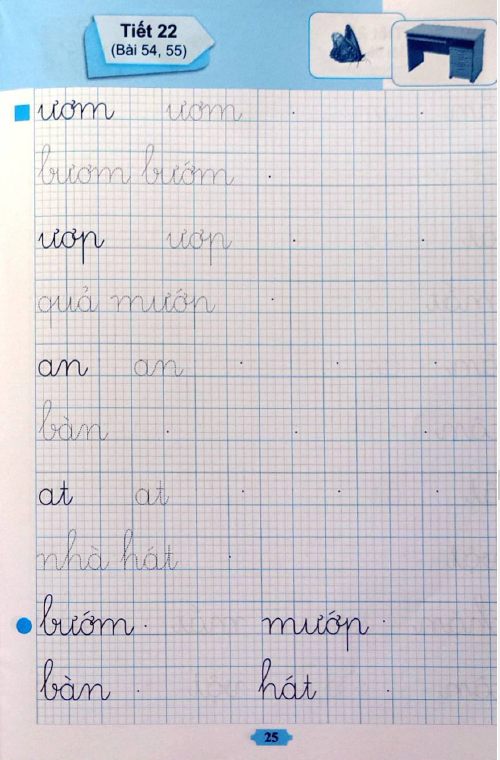 Tiết 22
(Bài 54, 55)
ươm ươm
bươm bướm
ươp ươp
quả mướp
an an
bàn
at at
nhà hát
bướm mướp
bàn hát
25